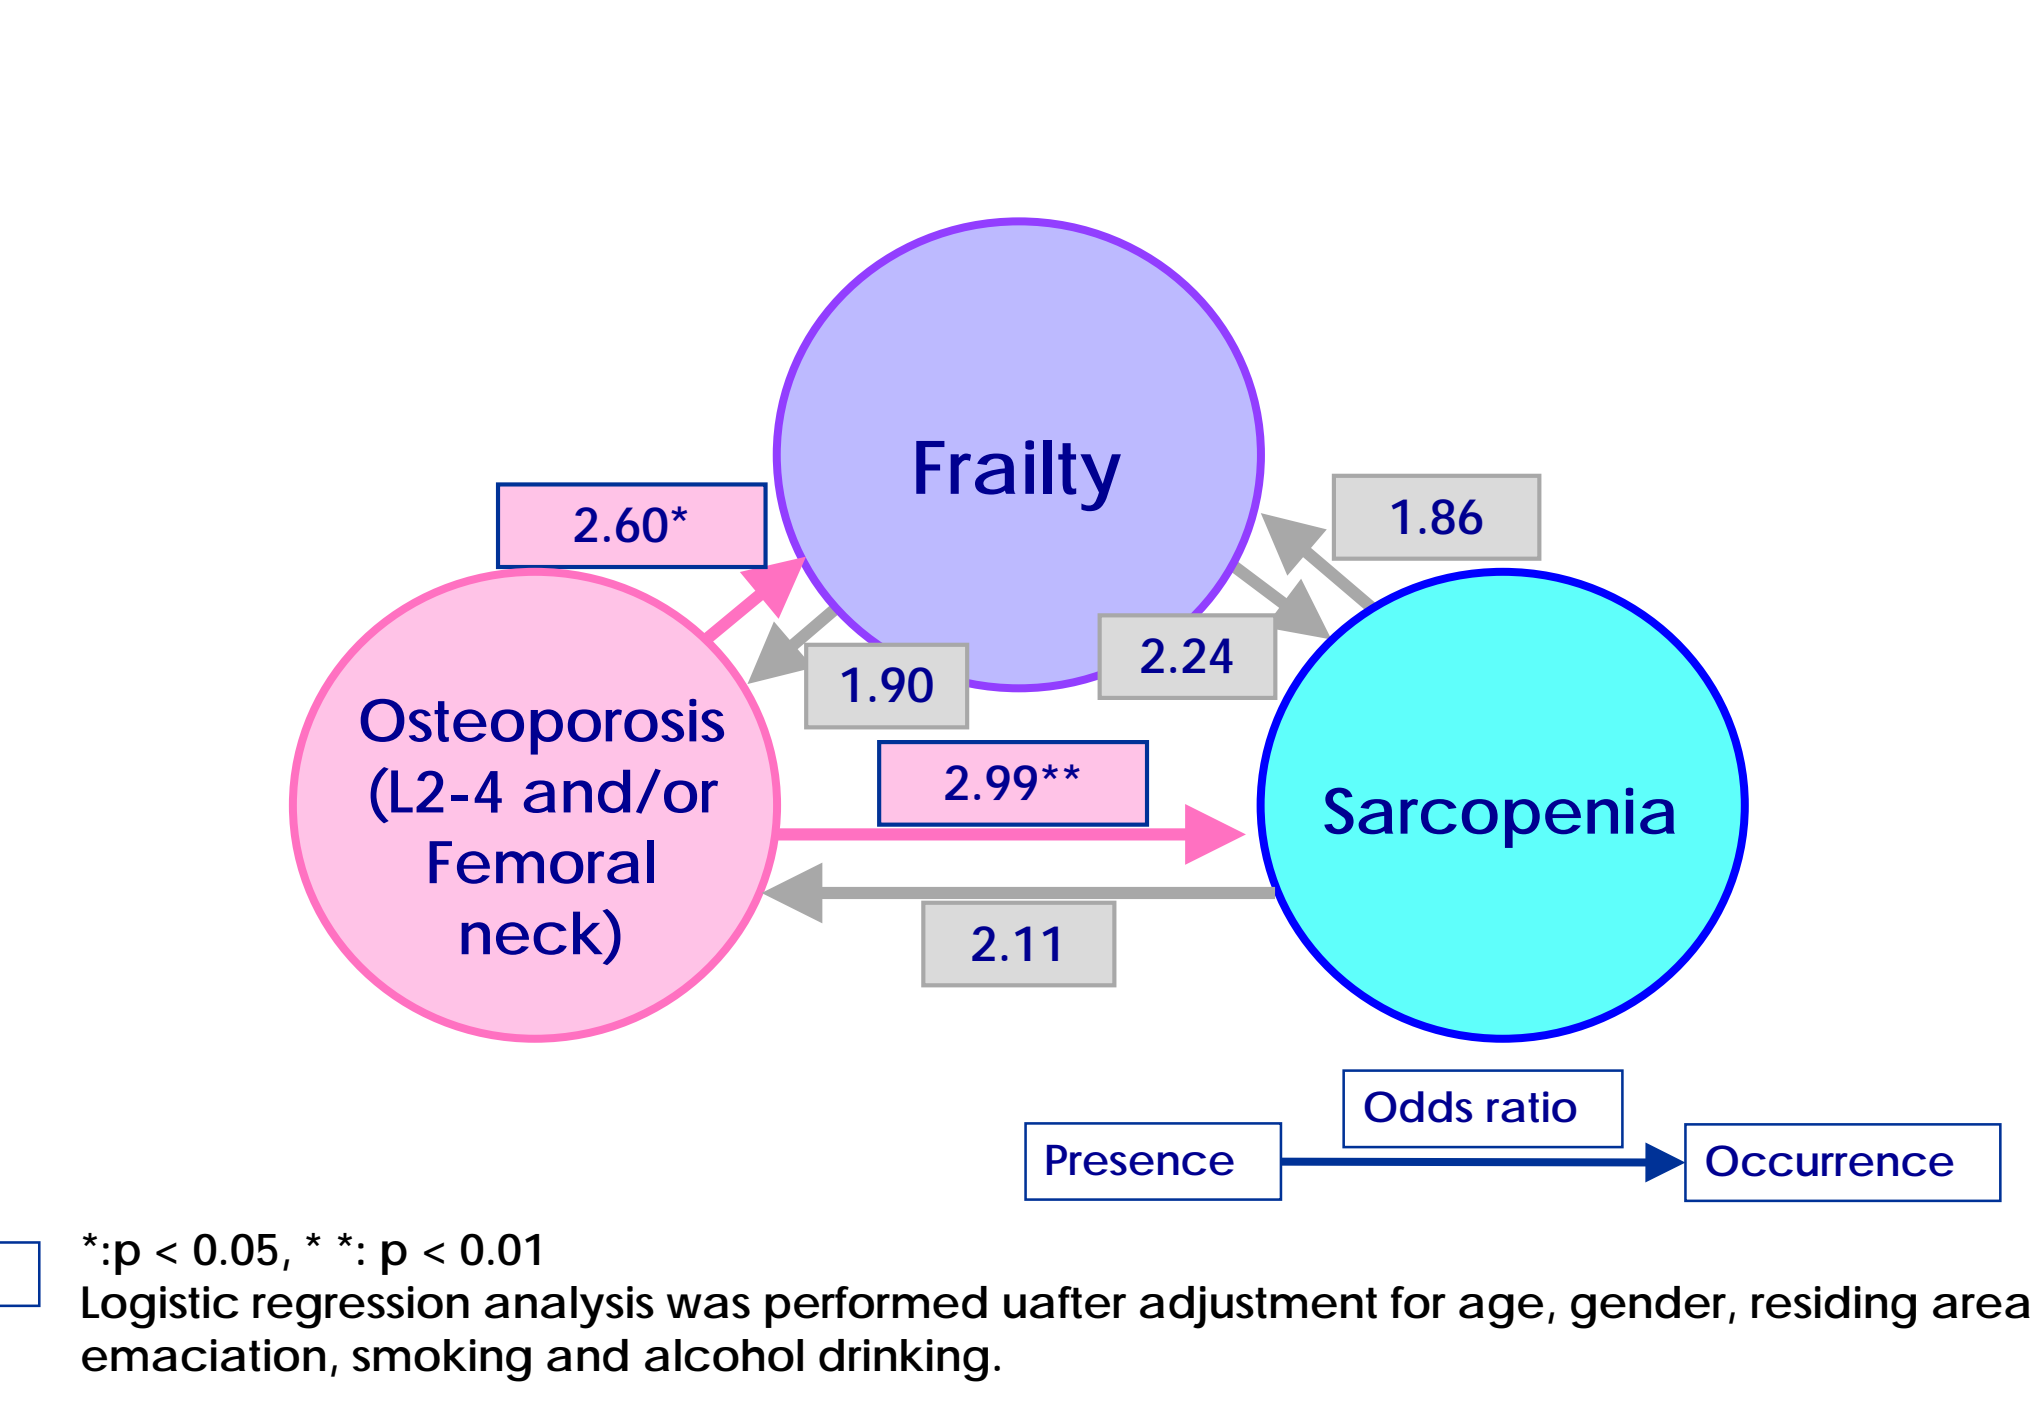 Frailty
2.60*
1.86
2.24
1.90
Osteoporosis
(L2-4 and/or
Femoral
neck)
2.99**
Sarcopenia
2.11
Odds ratio
Presence
Occurrence
*:p < 0.05, * *: p < 0.01
Logistic regression analysis was performed uafter adjustment for age, gender, residing area
emaciation, smoking and alcohol drinking.